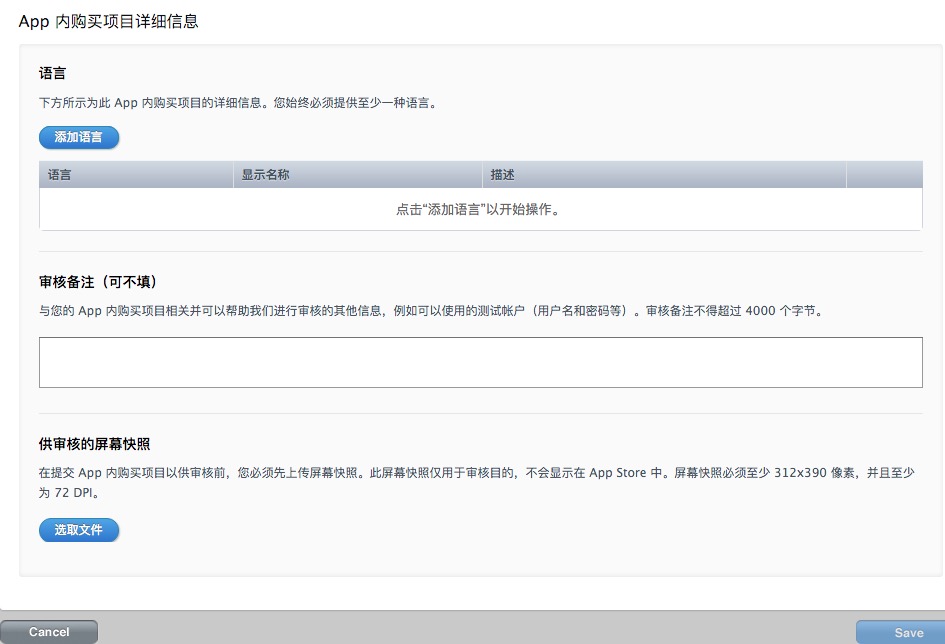 App 内购买项目详细信息
语言
下方所示为此 App 内购买项目的详细信息。您始终必须提供至少一种语言。
添加语言
语言 显示名称 描述
点击“添加语言”以开始操作。
审核备注（可不填）
与您的 App 内购买项目相关并可以帮助我们进行审核的其他信息，例如可以使用的测试帐户（用户名和密码等）。审核备注不得超过 4000 个字节。
供审核的屏幕快照
在提交 App 内购买项目以供审核前，您必须先上传屏幕快照。此屏幕快照仅用于审核目的，不会显示在 App Store 中。屏幕快照必须至少 312x390 像素，并且至少
为 72 DPI。
选取文件
Cancel Save